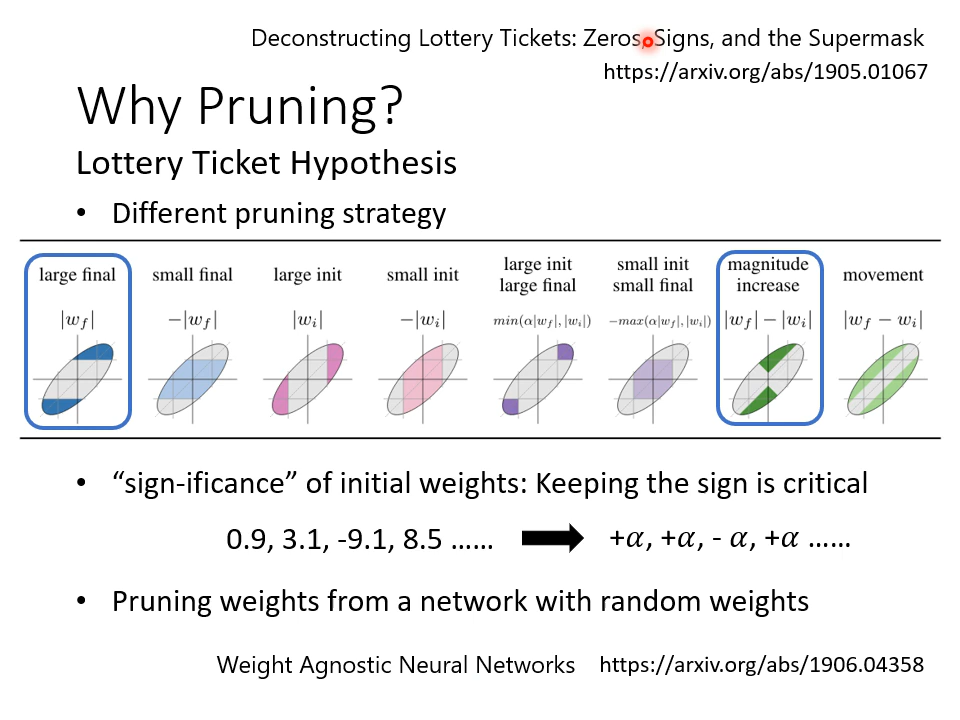 Deconstructing Lottery Tickets: Zeros, Signs, and the Supermask
https://arxiv.org/abs/1905.01067
Why Pruning?
Lottery Ticket Hypothesis
• Different pruning strategy
large final
small final
large init
small init
large init
large final
small init
small final
magnitude
increase
movement
|w_f|
−|w_f|
|w_i|
−|w_i|
min(α|w_f|, |w_i|)
−max(α|w_f|, |w_i|)
|w_f| − |w_i|
|w_f − w_i|
• “sign-ificance” of initial weights: Keeping the sign is critical
0.9, 3.1, -9.1, 8.5 …… +𝛼, +𝛼, - 𝛼, +𝛼 ……
• Pruning weights from a network with random weights
Weight Agnostic Neural Networks https://arxiv.org/abs/1906.04358